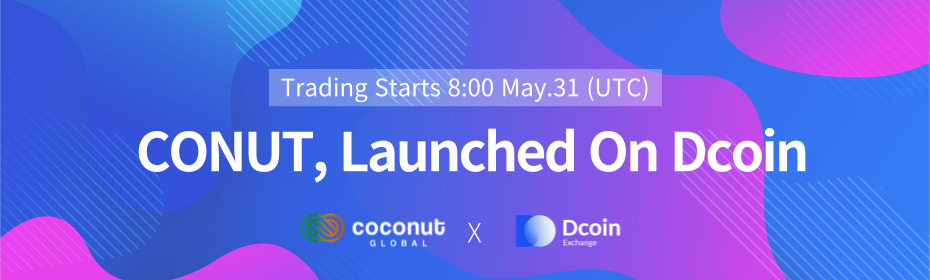 Trading Starts 8:00 May.31 (UTC)
CONUT, Launched On Dcoin
coconut
GLOBAL
X
Dcoin
Exchange